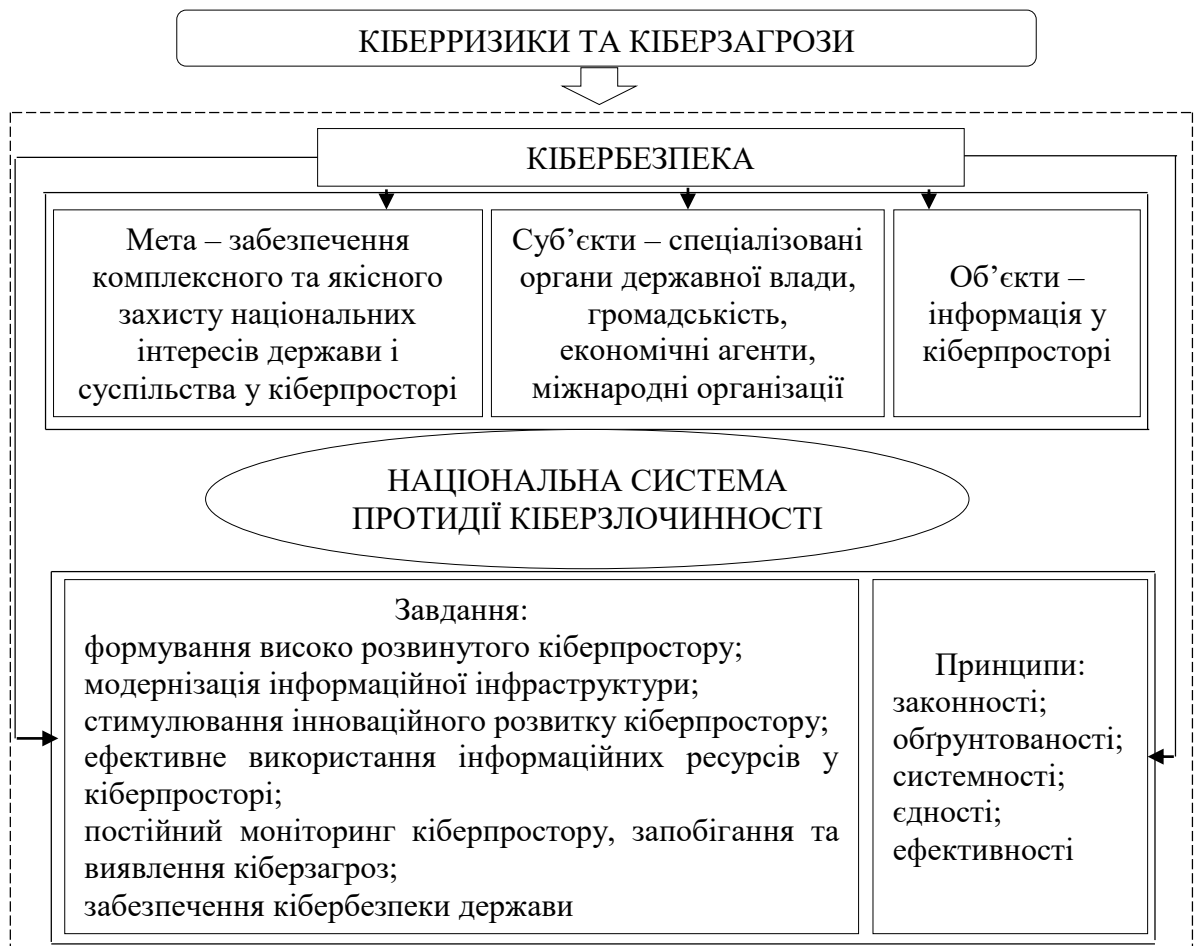 КІБЕРРИЗИКИ ТА КІБЕРЗАГРОЗИ
КІБЕРБЕЗПЕКА
Мета – забезпечення
комплексного та якісного
захисту національних
інтересів держави і
суспільства у кіберпросторі
Суб’єкти – спеціалізовані
органи державної влади,
громадськість,
економічні агенти,
міжнародні організації
Об’єкти –
інформація у
кіберпросторі
НАЦІОНАЛЬНА СИСТЕМА
ПРОТИДІЇ КІБЕРЗЛОЧИННОСТІ
Завдання:
формування високо розвинутого кіберпростору;
модернізація інформаційної інфраструктури;
стимулювання інноваційного розвитку кіберпростору;
ефективне використання інформаційних ресурсів у
кіберпросторі;
постійний моніторинг кіберпростору, запобігання та
виявлення кіберзагроз;
забезпечення кібербезпеки держави
Принципи:
законності;
обґрунтованості;
системності;
єдності;
ефективності